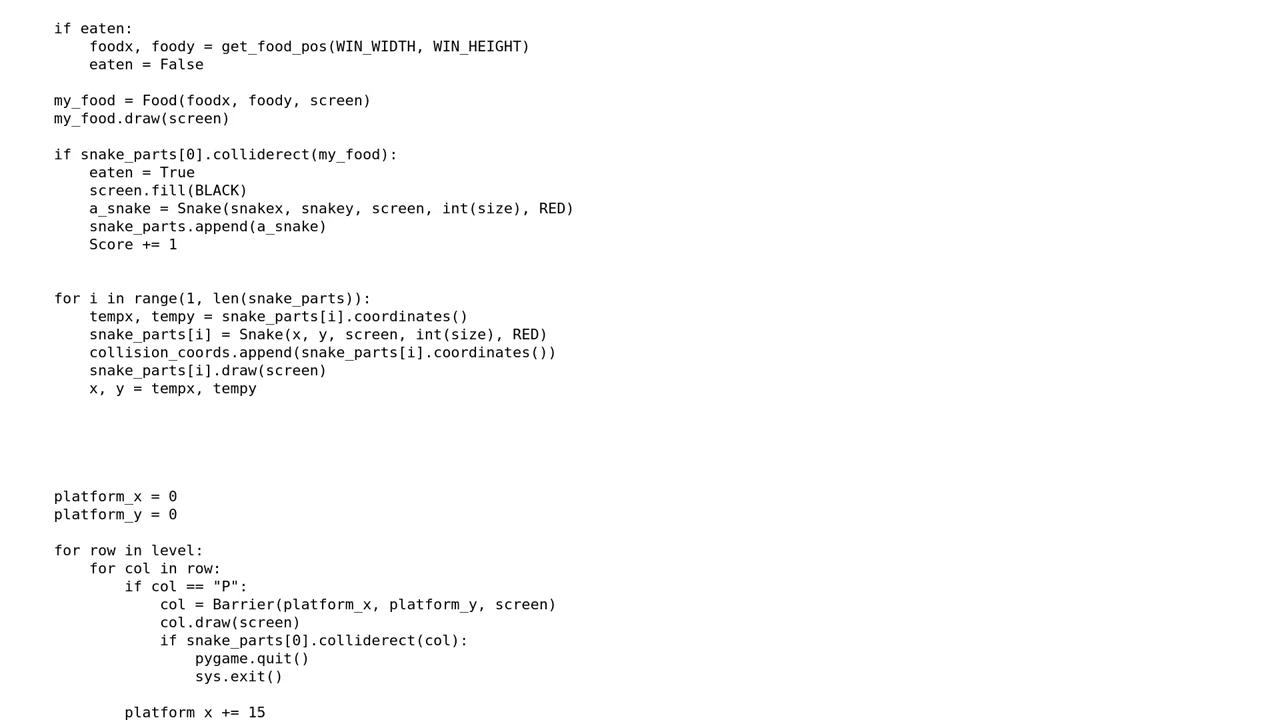 if eaten:
    foodx, foody = get_food_pos(WIN_WIDTH, WIN_HEIGHT)
    eaten = False

my_food = Food(foodx, foody, screen)
my_food.draw(screen)

if snake_parts[0].colliderect(my_food):
    eaten = True
    screen.fill(BLACK)
    a_snake = Snake(snakex, snakey, screen, int(size), RED)
    snake_parts.append(a_snake)
    Score += 1


for i in range(1, len(snake_parts)):
    tempx, tempy = snake_parts[i].coordinates()
    snake_parts[i] = Snake(x, y, screen, int(size), RED)
    collision_coords.append(snake_parts[i].coordinates())
    snake_parts[i].draw(screen)
    x, y = tempx, tempy





platform_x = 0
platform_y = 0

for row in level:
    for col in row:
        if col == "P":
            col = Barrier(platform_x, platform_y, screen)
            col.draw(screen)
            if snake_parts[0].colliderect(col):
                pygame.quit()
                sys.exit()

        platform_x += 15